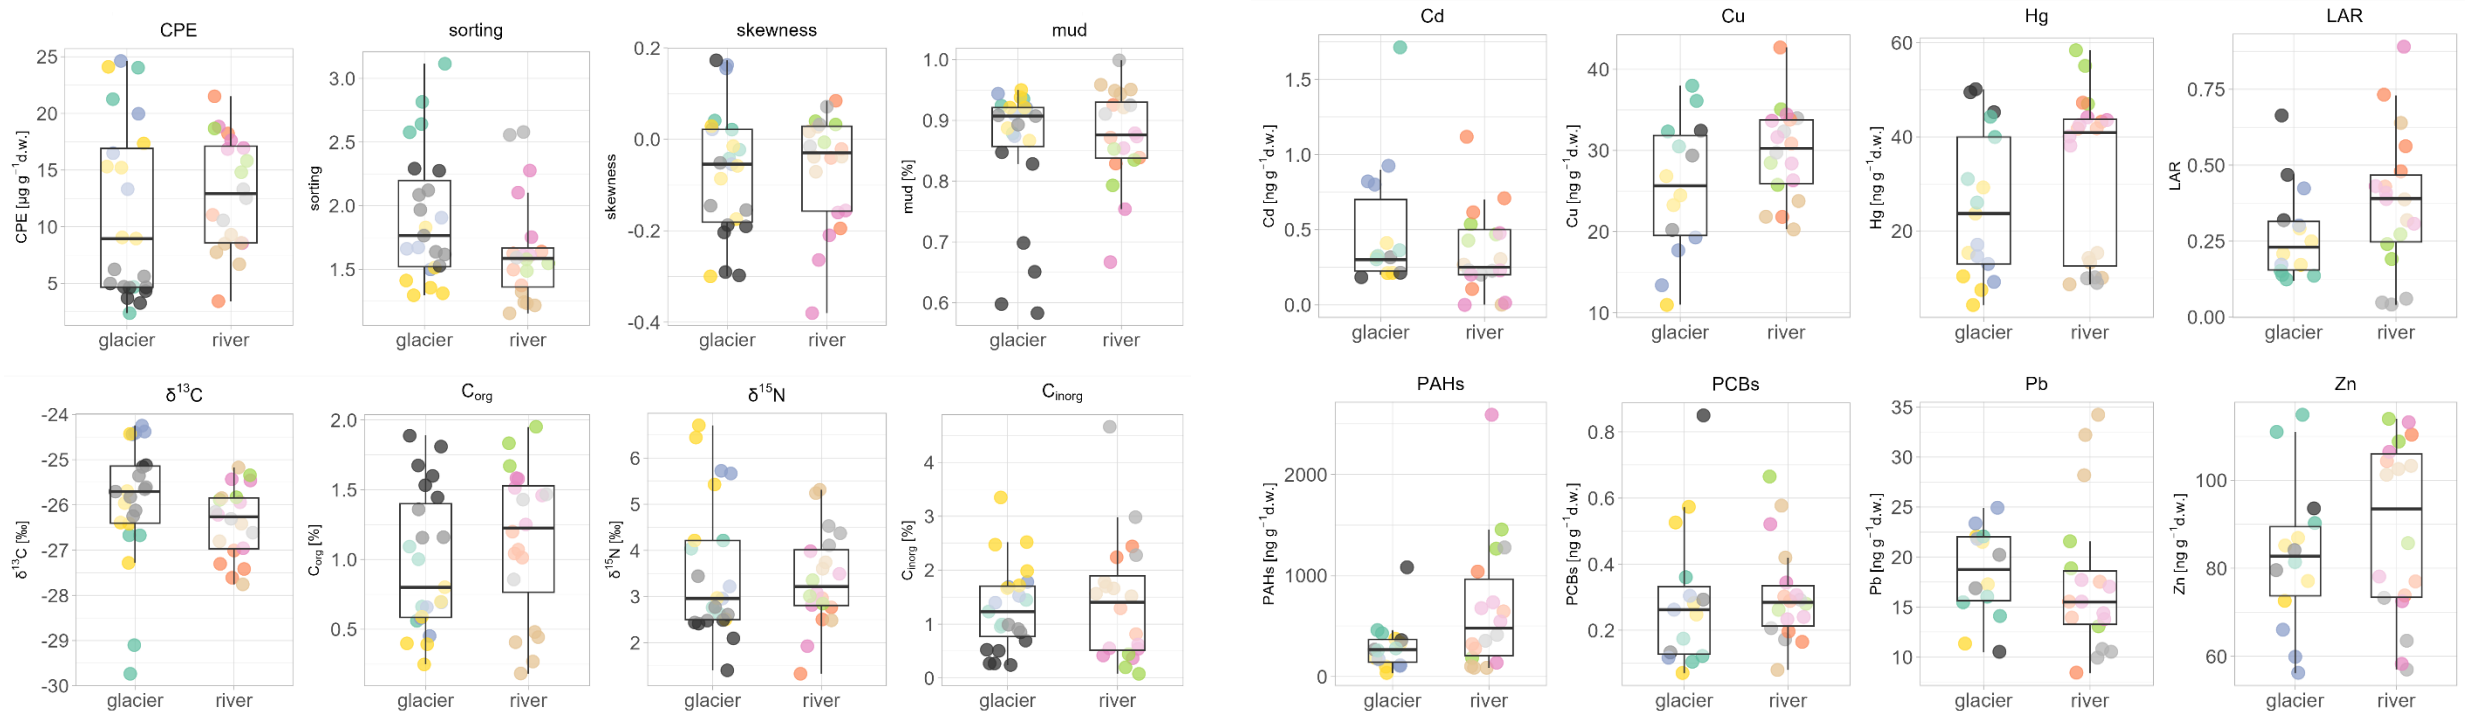 CPE
sorting
skewness
mud
Cd
Cu
Hg
LAR
CPE [µg g⁻¹d.w.]
25
20
15
10
5
glacier
river
sorting
3.0
2.5
2.0
1.5
glacier
river
skewness
0.2
0.0
-0.2
-0.4
glacier
river
mud [%]
1.0
0.9
0.8
0.7
0.6
glacier
river
Cd [ng g⁻¹d.w.]
1.5
1.0
0.5
0.0
glacier
river
Cu [ng g⁻¹d.w.]
40
30
20
10
glacier
river
Hg [ng g⁻¹d.w.]
60
40
20
glacier
river
LAR
0.75
0.50
0.25
0.00
glacier
river
δ¹³C
Corg
δ¹⁵N
Cinorg
PAHs
PCBs
Pb
Zn
δ¹³C [‰]
-24
-25
-26
-27
-28
-29
-30
glacier
river
Corg [%]
2.0
1.5
1.0
0.5
glacier
river
δ¹⁵N [‰]
6
5
4
3
2
glacier
river
Cinorg [%]
4
3
2
1
0
glacier
river
PAHs [ng g⁻¹d.w.]
2000
1000
0
glacier
river
PCBs [ng g⁻¹d.w.]
0.8
0.6
0.4
0.2
glacier
river
Pb [ng g⁻¹d.w.]
35
30
25
20
15
10
glacier
river
Zn [ng g⁻¹d.w.]
100
80
60
glacier
river